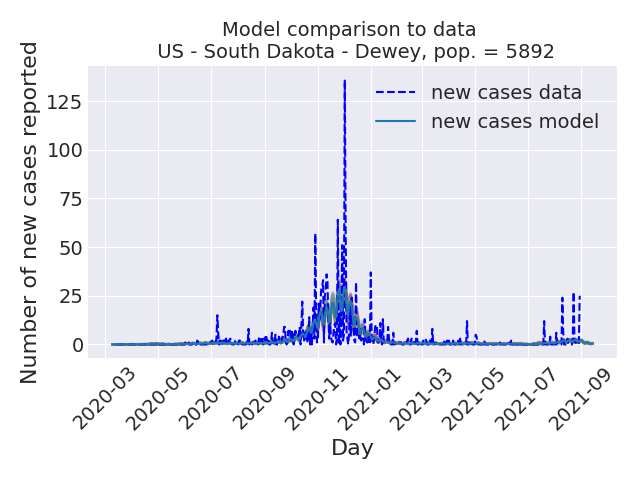 Model comparison to data
US - South Dakota - Dewey, pop. = 5892
Number of new cases reported
125
100
75
50
25
0
new cases data
new cases model
2020-03
2020-05
2020-07
2020-09
2020-11
2021-01
2021-03
2021-05
2021-07
2021-09
Day